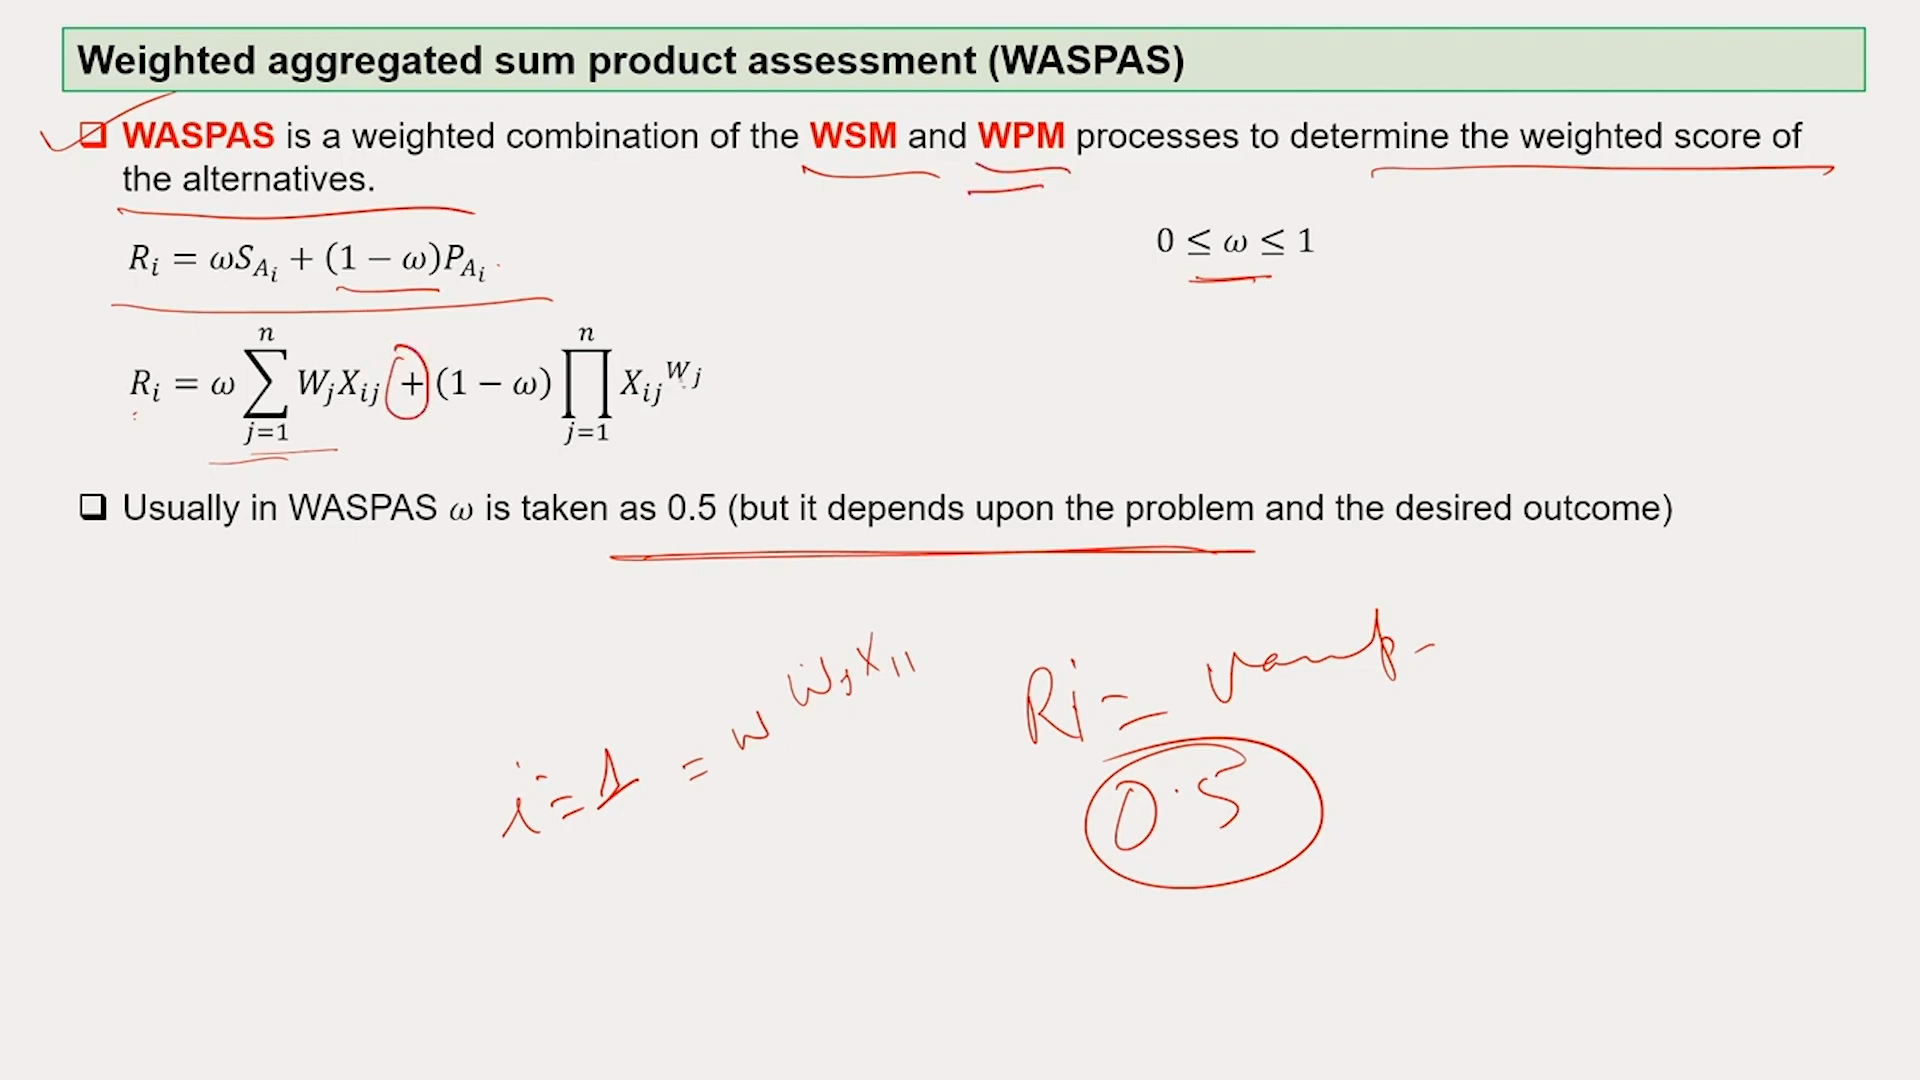 Weighted aggregated sum product assessment (WASPAS)
❑ WASPAS is a weighted combination of the WSM and WPM processes to determine the weighted score of
the alternatives.
R_i = ωS_{A_i} + (1 − ω)P_{A_i}
0 ≤ ω ≤ 1
R_i = ω ∑_{j=1}^{n} W_j X_{ij} + (1 − ω) ∏_{j=1}^{n} X_{ij}^{W_j}
❑ Usually in WASPAS ω is taken as 0.5 (but it depends upon the problem and the desired outcome)
i = 1 = w W_1 X_{11}
Ri =
0.5